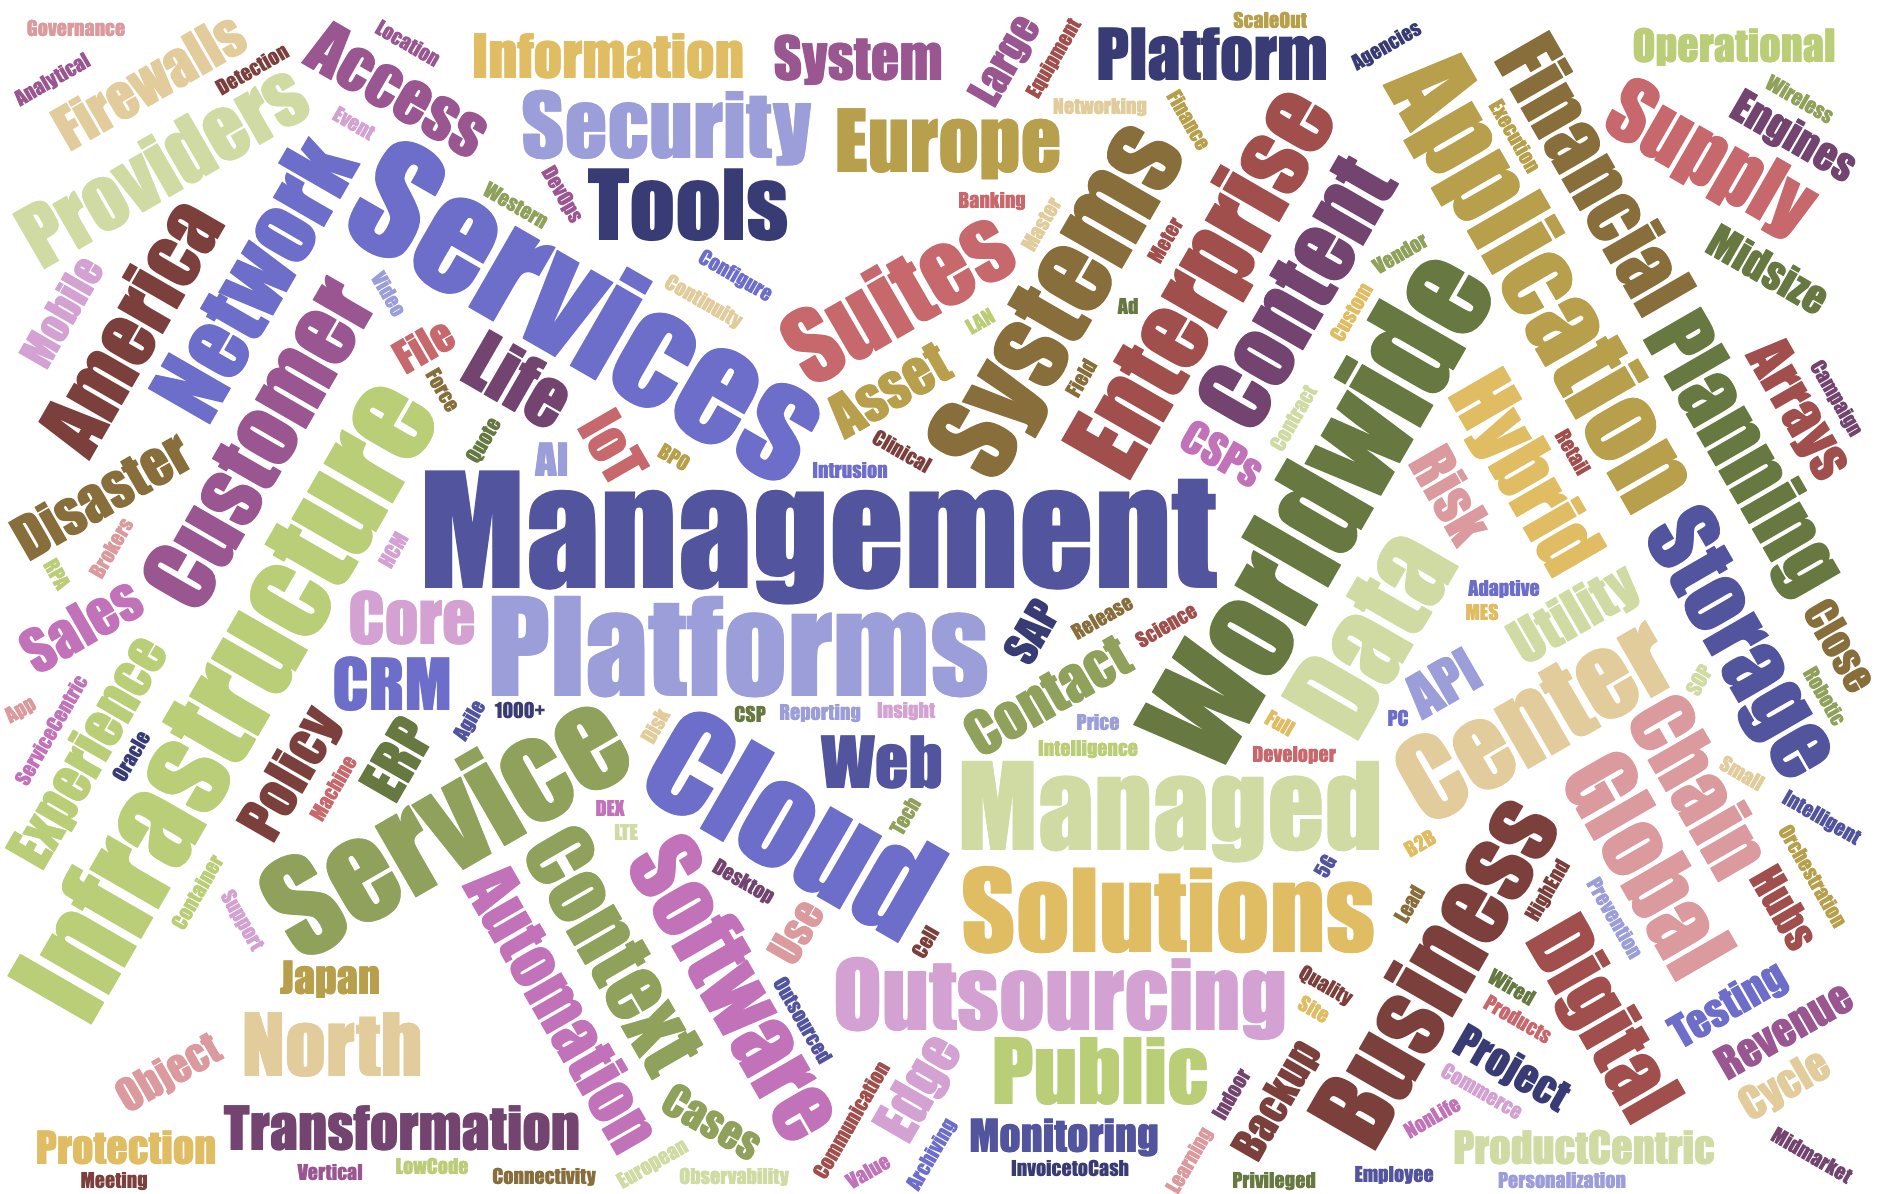 Governance
Analytical
Firewalls
Detection
Providers
Access
Location
Event
Information
System
Large
Equipment
Platform
ScaleOut
Agencies
Operational
Networking
Finance
Security
Europe
Tools
DevOps
Western
Banking
Master
Systems
Enterprise
Meter
Content
Application
Execution
Financial
Supply
Wireless
Engines
Midsize
Mobile
America
Network
Services
Video
Customer
Configure
Continuity
Suites
LAN
Ad
Vendor
Custom
Worldwide
File
Force
Life
Quote
IoT
AI
BPO
Asset
Clinical
Intrusion
Field
CSPs
Contract
Hybrid
Risk
Retail
Planning
Arrays
Campaign
Disaster
Brokers
RPA
Sales
Infrastructure
HCM
Management
Core
Platforms
CRM
SAP
Release
Science
Contact
Data
Adaptive
MES
Utility
Storage
Close
Robotic
SOP
API
PC
Center
Chain
Global
Small
Intelligent
Orchestration
App
ServiceCentric
Experience
Oracle
Policy
Machine
ERP
Agile
1000+
Disk
CSP
Reporting
Insight
Price
Intelligence
Full
Developer
Service
Cloud
Web
DEX
LTE
Tech
Managed
B2B
5G
Container
Support
Automation
Context
Software
Desktop
Use
Cell
Solutions
Lead
Business
HighEnd
Prevention
Hubs
Digital
Japan
North
Object
Outsourced
Outsourcing
Quality
Site
Wired
Products
Testing
Revenue
Cycle
Project
Commerce
NonLife
Public
Edge
Communication
Indoor
Backup
Transformation
Cases
Protection
Meeting
Vertical
LowCode
Connectivity
European
Observability
Value
Archiving
Monitoring
InvoicetoCash
Learning
Privileged
Employee
ProductCentric
Personalization
Midmarket